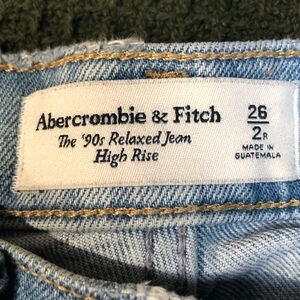 Abercrombie & Fitch
The '90s Relaxed Jean
High Rise
26
2R
MADE IN
GUATEMALA